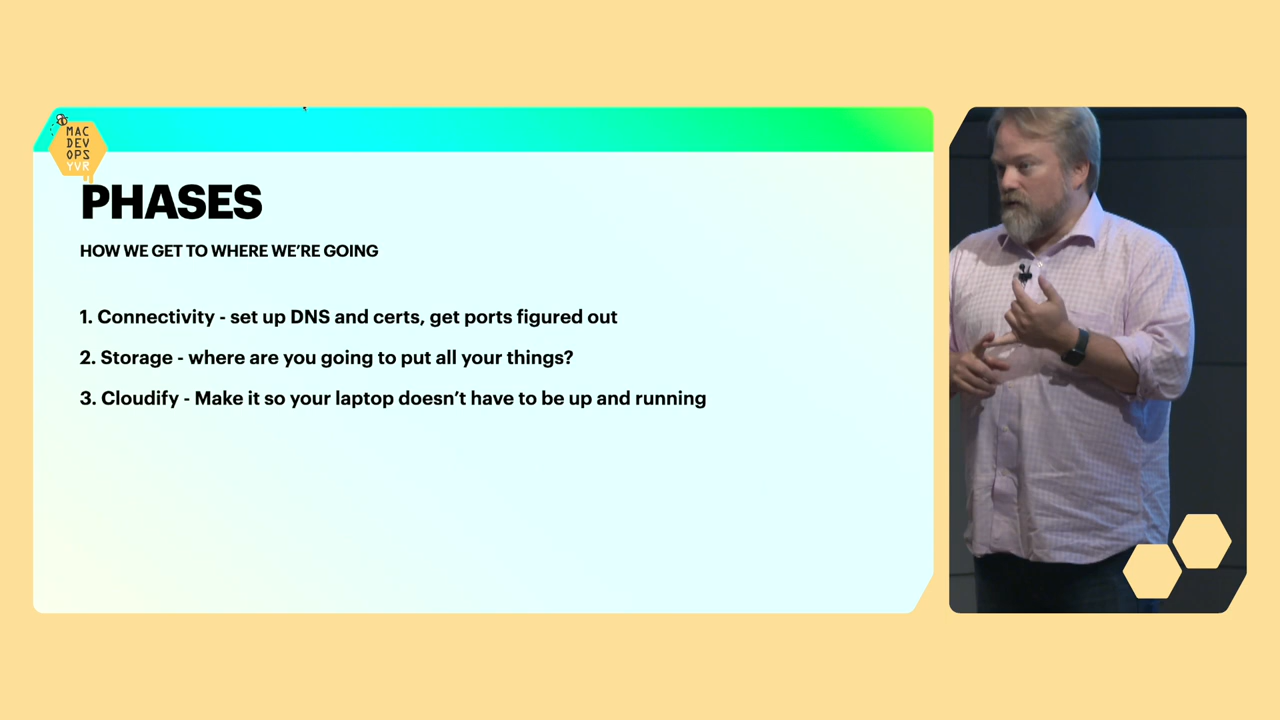 MAC
DEV
OPS
YVR
PHASES
HOW WE GET TO WHERE WE’RE GOING
1. Connectivity - set up DNS and certs, get ports figured out
2. Storage - where are you going to put all your things?
3. Cloudify - Make it so your laptop doesn’t have to be up and running